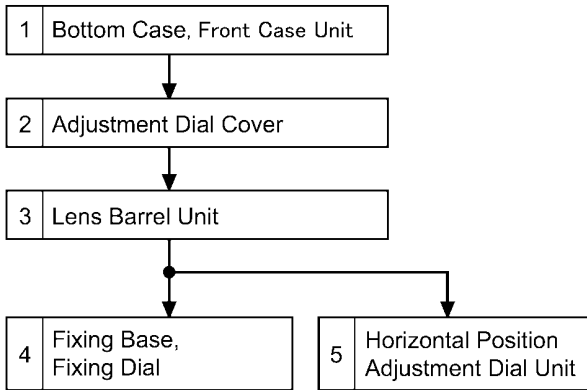 1 Bottom Case, Front Case Unit
2 Adjustment Dial Cover
3 Lens Barrel Unit
4 Fixing Base,
Fixing Dial
5 Horizontal Position
Adjustment Dial Unit